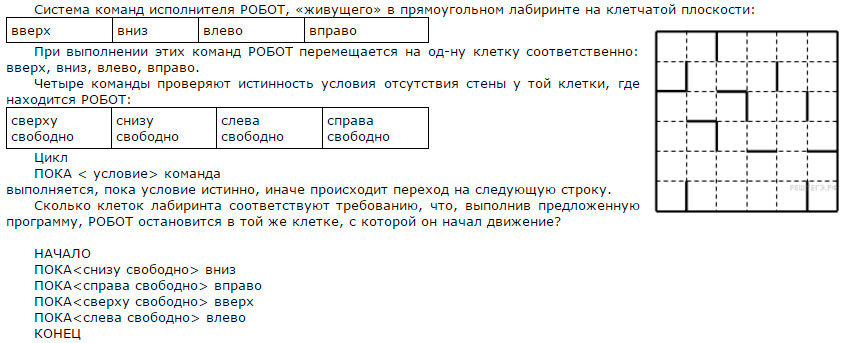 Система команд исполнителя РОБОТ, «живущего» в прямоугольном лабиринте на клетчатой плоскости:
вверх вниз влево вправо
При выполнении этих команд РОБОТ перемещается на од-ну клетку соответственно:
вверх, вниз, влево, вправо.
Четыре команды проверяют истинность условия отсутствия стены у той клетки, где
находится РОБОТ:
сверху снизу слева справа
свободно свободно свободно свободно
Цикл
ПОКА < условие> команда
выполняется, пока условие истинно, иначе происходит переход на следующую строку.
Сколько клеток лабиринта соответствуют требованию, что, выполнив предложенную
программу, РОБОТ остановится в той же клетке, с которой он начал движение?
НАЧАЛО
ПОКА<снизу свободно> вниз
ПОКА<справа свободно> вправо
ПОКА<сверху свободно> вверх
ПОКА<слева свободно> влево
КОНЕЦ
РЕШУЕГЭ.РФ